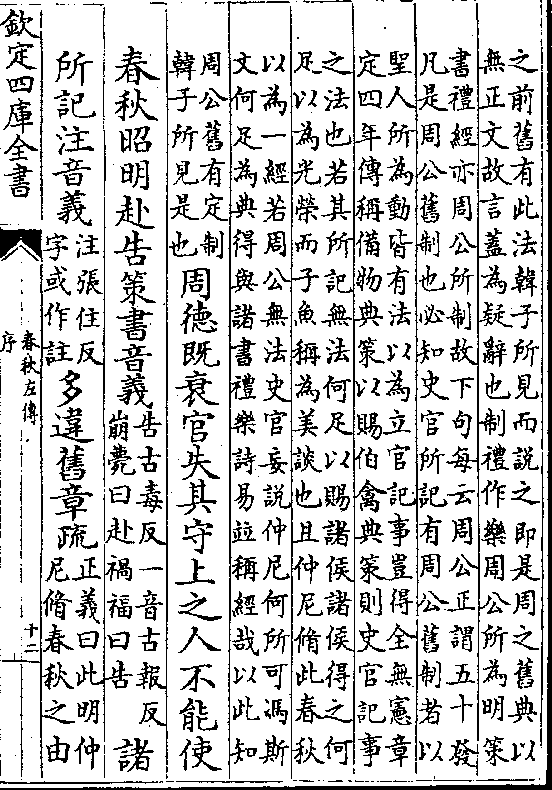 之前舊有此法韓子所見而說之即是周之舊典以
無正文故言蓋為疑辭也制禮作樂周公所為明策
書禮經亦周公所制故下句每云周公正謂五十發
凡是周公舊制也必知史官所記有周公舊制者以
聖人所為動皆有法以為立官記事豈得全無憲章
定四年傳稱備物典策以賜伯禽典策則史官記事
之法也若其所記無法何足以賜諸侯諸侯得之何
足以為光榮而子魚稱為美談也且仲尼脩此春秋
以為一經若周公無法史官妄說仲尼何所可馮斯
文何足為典得與諸書禮樂詩易並稱經哉以此知
周公舊有定制
韓子所見是也
周德既衰官失其守上之人不能使
春秋昭明赴告策書音義
告古毒反一音古報反
崩薨曰赴禍福曰告
諸
所記注音義
注張住反
字或作註
多違舊章疏
正義曰此明仲
尼脩春秋之由
欽定四庫全書
春秋左傳
序
十二